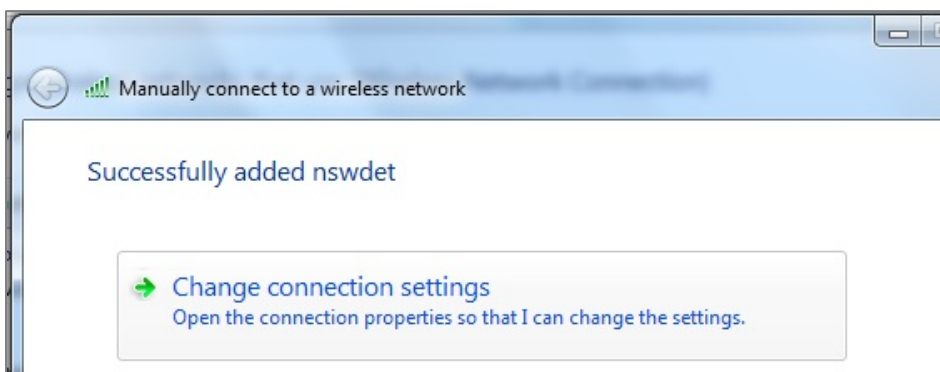 Manually connect to a wireless network
Successfully added nswdet
Change connection settings
Open the connection properties so that I can change the settings.